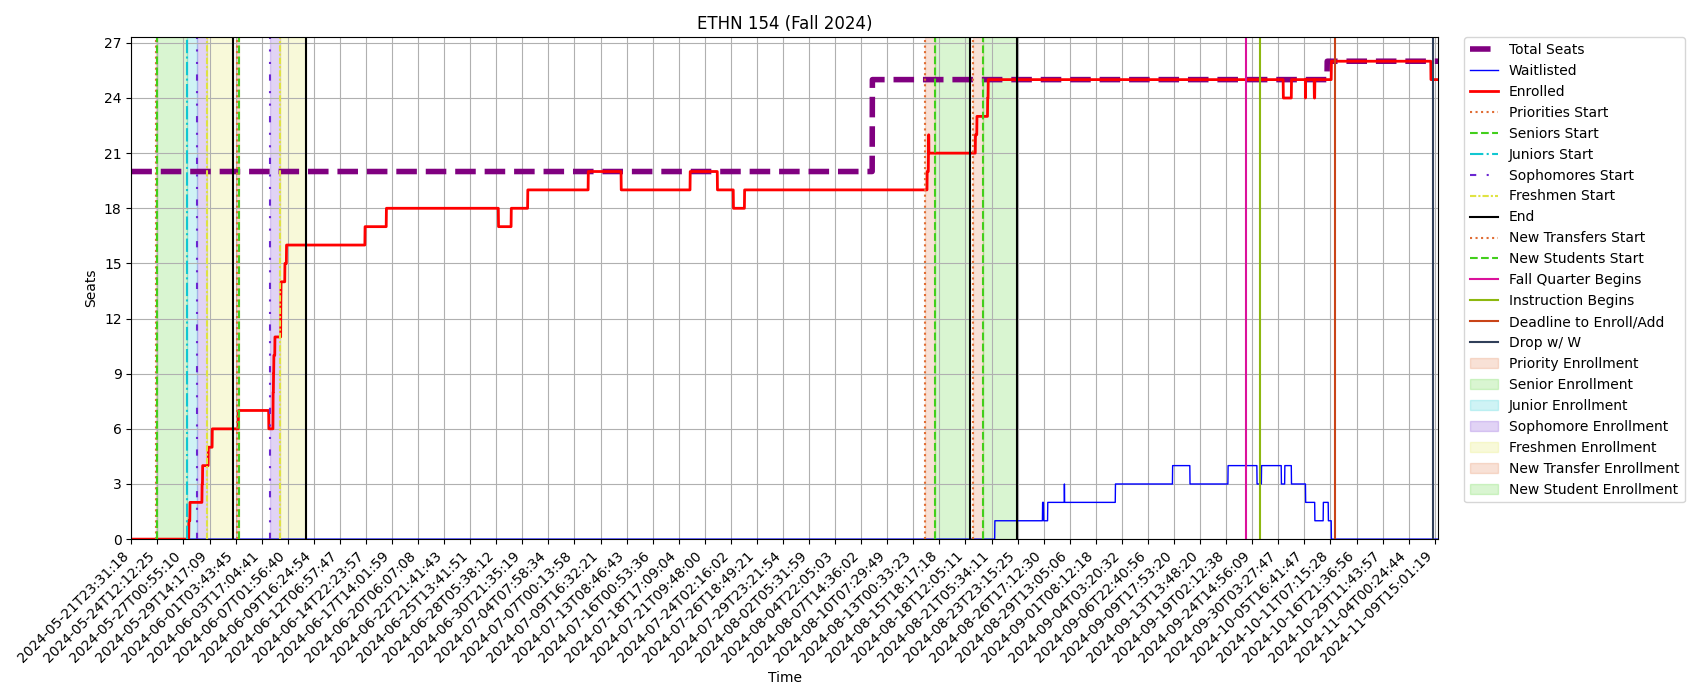 ETHN 154 (Fall 2024)
27
24
21
18
15
12
9
6
3
0
Seats
2024-05-21T23:31:18
2024-05-24T12:12:25
2024-05-27T00:55:10
2024-05-29T14:17:09
2024-06-01T03:43:45
2024-06-03T17:04:41
2024-06-07T01:56:40
2024-06-09T16:24:54
2024-06-12T06:57:47
2024-06-14T22:23:57
2024-06-17T14:01:59
2024-06-20T06:07:08
2024-06-22T21:41:43
2024-06-25T13:41:51
2024-06-28T05:38:12
2024-06-30T21:35:19
2024-07-04T07:58:34
2024-07-07T00:13:58
2024-07-09T16:32:21
2024-07-13T08:46:43
2024-07-16T00:53:36
2024-07-18T17:09:04
2024-07-21T09:48:00
2024-07-24T02:16:02
2024-07-26T18:49:21
2024-07-29T23:21:54
2024-08-02T05:31:59
2024-08-04T22:05:03
2024-08-07T14:36:02
2024-08-10T07:29:49
2024-08-13T00:33:23
2024-08-15T18:17:18
2024-08-18T12:05:11
2024-08-21T05:34:11
2024-08-23T23:15:25
2024-08-26T17:12:30
2024-08-29T13:05:06
2024-09-01T08:12:18
2024-09-04T03:20:32
2024-09-06T22:40:56
2024-09-09T17:53:20
2024-09-13T13:48:20
2024-09-19T02:12:38
2024-09-24T14:56:09
2024-09-30T03:27:47
2024-10-05T16:41:47
2024-10-11T07:15:28
2024-10-16T21:36:56
2024-10-29T11:43:57
2024-11-04T00:24:44
2024-11-09T15:01:19
Time
Total Seats
Waitlisted
Enrolled
Priorities Start
Seniors Start
Juniors Start
Sophomores Start
Freshmen Start
End
New Transfers Start
New Students Start
Fall Quarter Begins
Instruction Begins
Deadline to Enroll/Add
Drop w/ W
Priority Enrollment
Senior Enrollment
Junior Enrollment
Sophomore Enrollment
Freshmen Enrollment
New Transfer Enrollment
New Student Enrollment